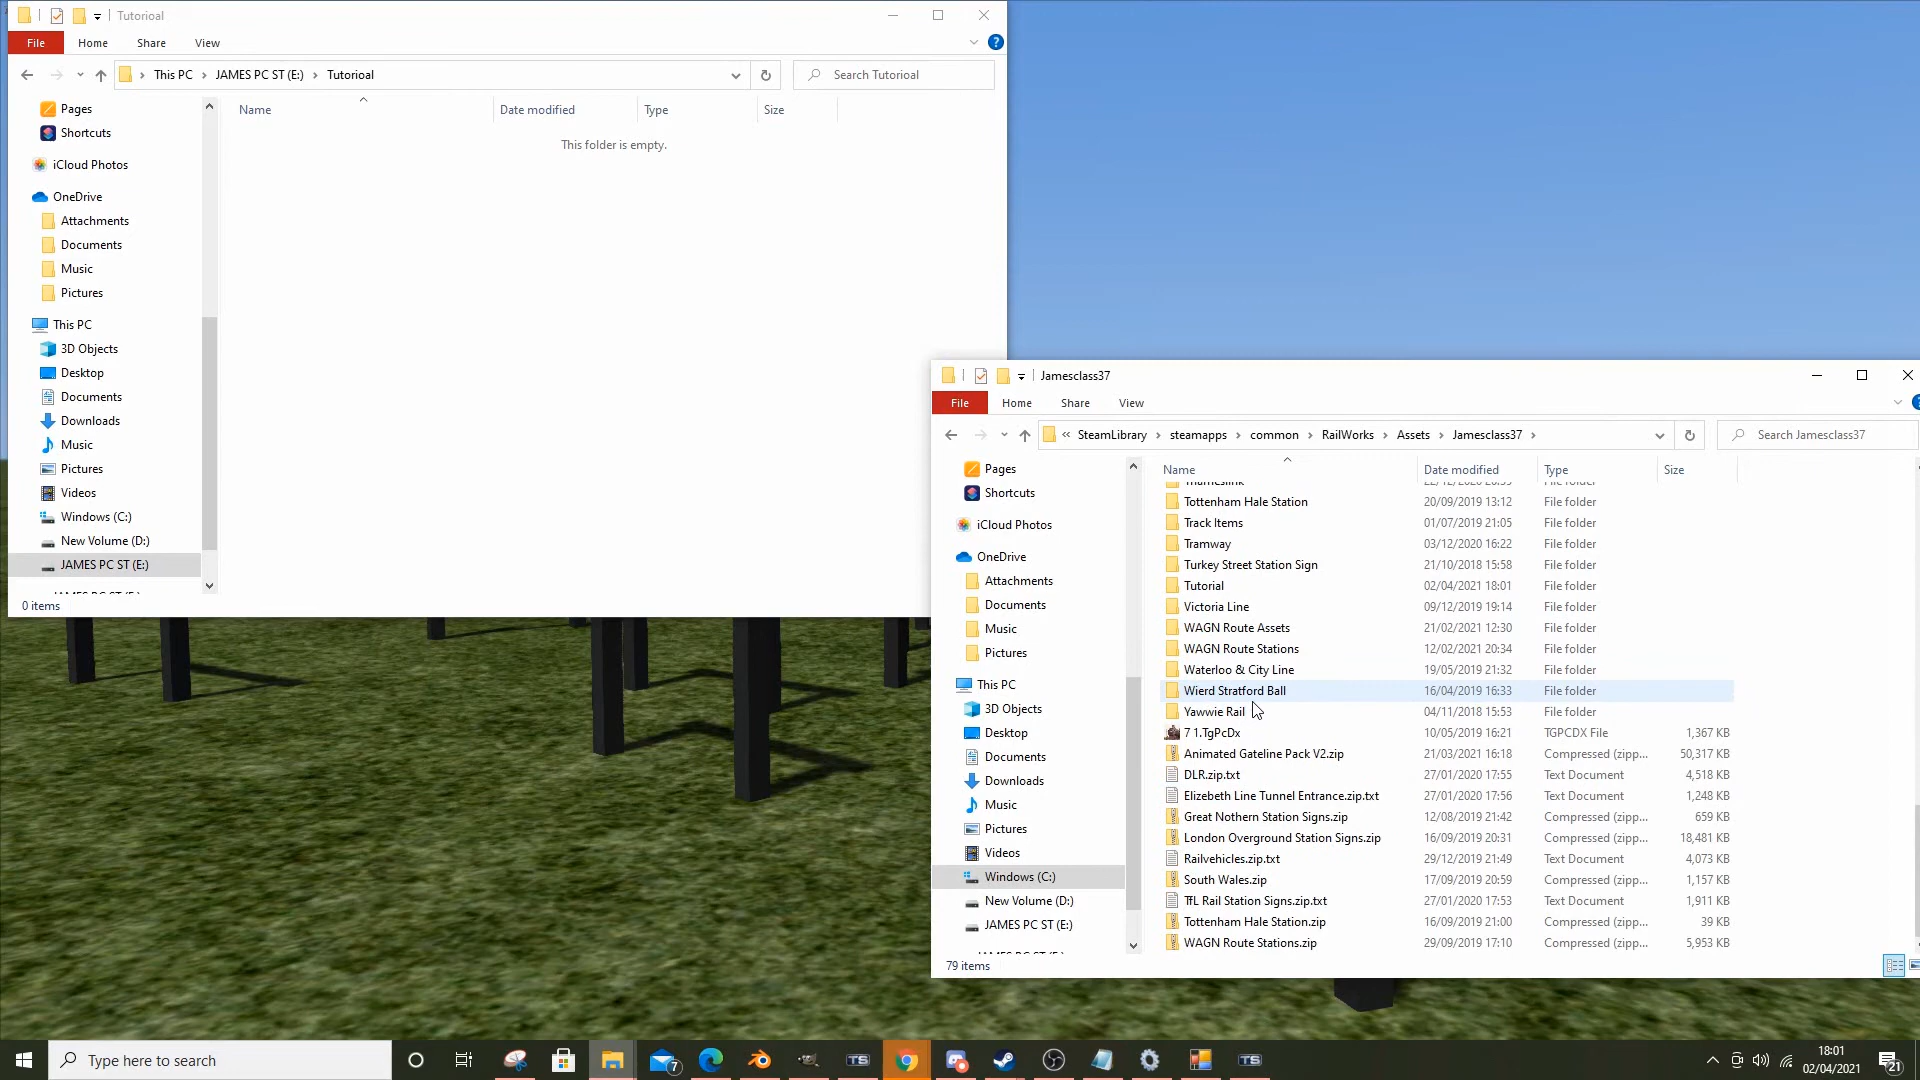 Tutorioal
File Home Share View
This PC JAMES PC ST (E:) Tutorioal
Search Tutorioal
Name Date modified Type Size
This folder is empty.
Pages
Shortcuts
iCloud Photos
OneDrive
Attachments
Documents
Music
Pictures
This PC
3D Objects
Desktop
Documents
Downloads
Music
Pictures
Videos
Windows (C:)
New Volume (D:)
JAMES PC ST (E:)
0 items
Jamesclass37
File Home Share View
« SteamLibrary steamapps common RailWorks Assets Jamesclass37
Search Jamesclass37
Pages
Shortcuts
iCloud Photos
OneDrive
Attachments
Documents
Music
Pictures
This PC
3D Objects
Desktop
Documents
Downloads
Music
Pictures
Videos
Windows (C:)
New Volume (D:)
JAMES PC ST (E:)
Name Date modified Type Size
Tottenham Hale Station 20/09/2019 13:12 File folder
Track Items 01/07/2019 21:05 File folder
Tramway 03/12/2020 16:22 File folder
Turkey Street Station Sign 21/10/2018 15:58 File folder
Tutorial 02/04/2021 18:01 File folder
Victoria Line 09/12/2019 19:14 File folder
WAGN Route Assets 21/02/2021 12:30 File folder
WAGN Route Stations 12/02/2021 20:34 File folder
Waterloo & City Line 19/05/2019 21:32 File folder
Wierd Stratford Ball 16/04/2019 16:33 File folder
Yawwie Rail 04/11/2018 15:53 File folder
7 1.TgPcDx 10/05/2019 16:21 TGPCDX File 1,367 KB
Animated Gateline Pack V2.zip 21/03/2021 16:18 Compressed (zipp... 50,317 KB
DLR.zip.txt 27/01/2020 17:55 Text Document 4,518 KB
Elizebeth Line Tunnel Entrance.zip.txt 27/01/2020 17:56 Text Document 1,248 KB
Great Nothern Station Signs.zip 12/08/2019 21:42 Compressed (zipp... 659 KB
London Overground Station Signs.zip 16/09/2019 20:31 Compressed (zipp... 18,481 KB
Railvehicles.zip.txt 29/12/2019 21:49 Text Document 4,073 KB
South Wales.zip 17/09/2019 20:59 Compressed (zipp... 1,157 KB
TfL Rail Station Signs.zip.txt 27/01/2020 17:53 Text Document 1,911 KB
Tottenham Hale Station.zip 16/09/2019 21:00 Compressed (zipp... 39 KB
WAGN Route Stations.zip 29/09/2019 17:10 Compressed (zipp... 5,953 KB
79 items
Type here to search
7
TS
TS
18:01
02/04/2021
21